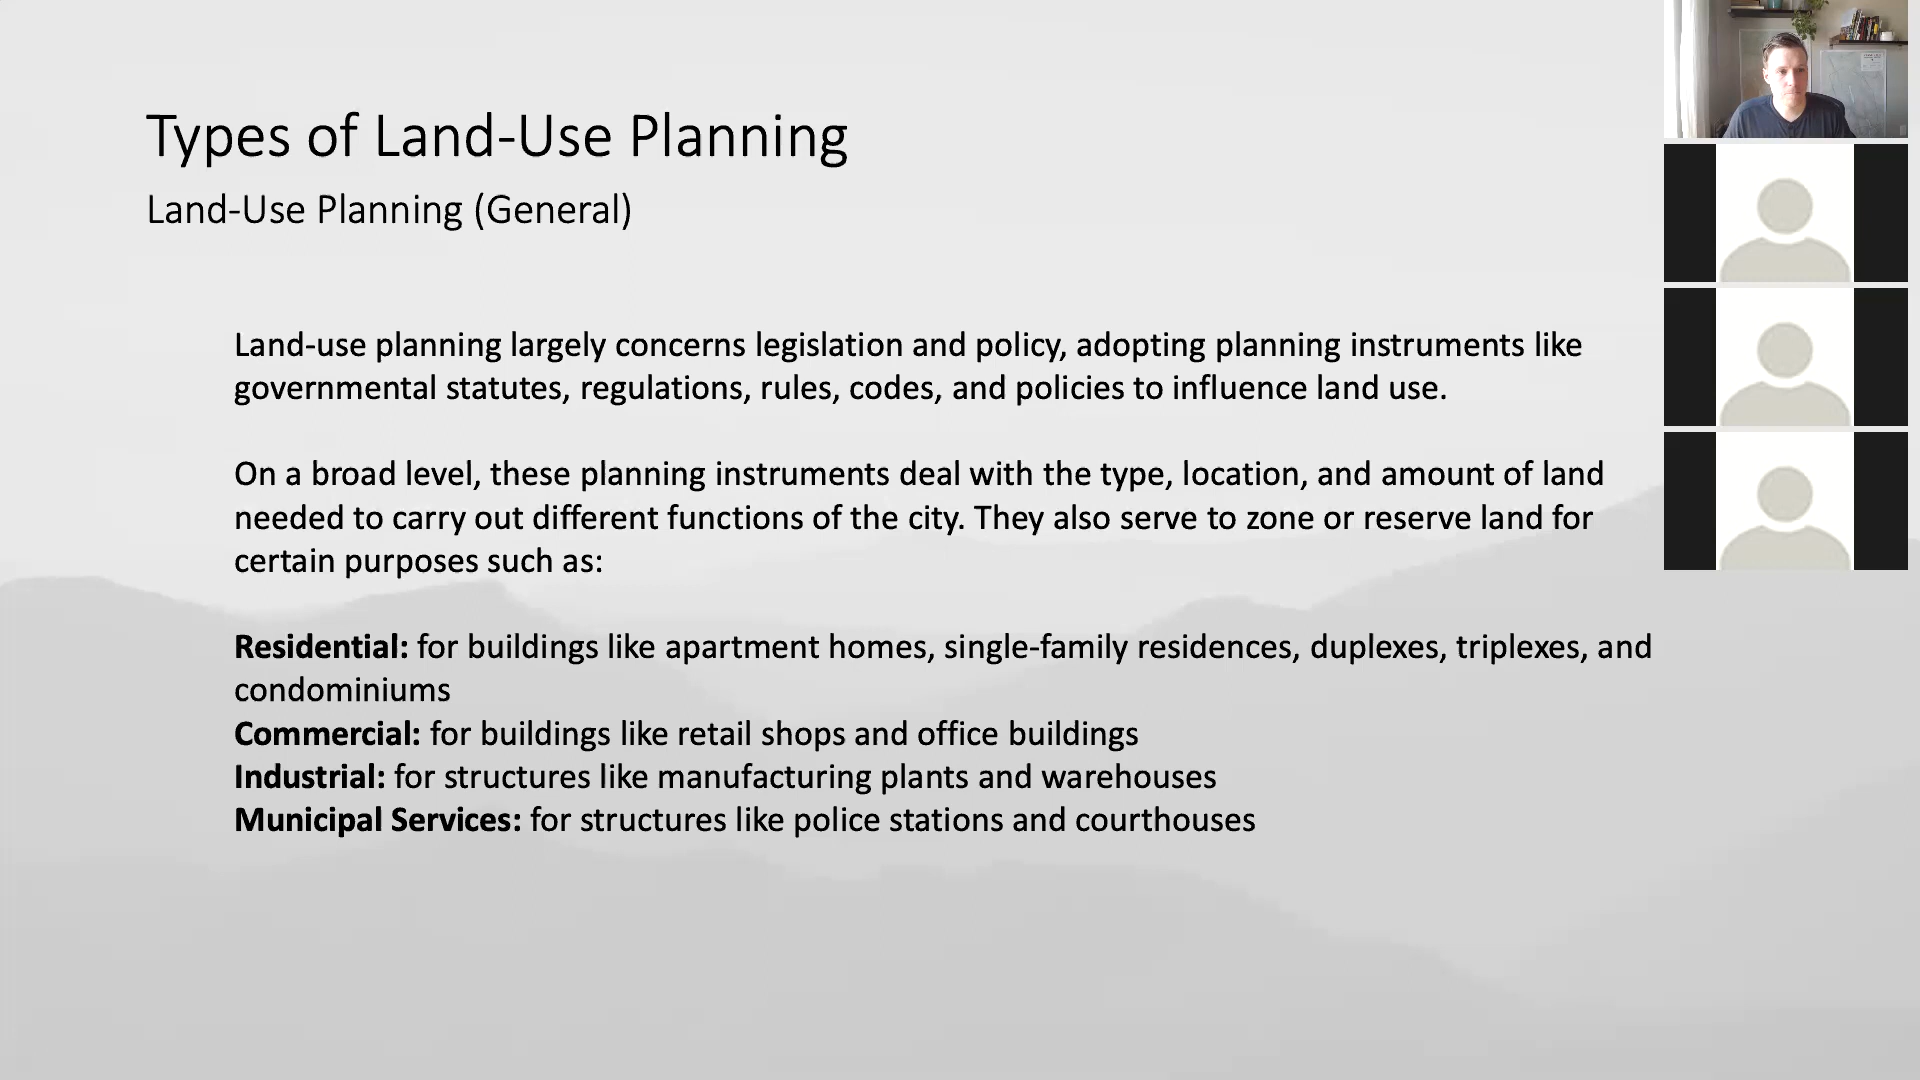 Types of Land-Use Planning
Land-Use Planning (General)
Land-use planning largely concerns legislation and policy, adopting planning instruments like
governmental statutes, regulations, rules, codes, and policies to influence land use.
On a broad level, these planning instruments deal with the type, location, and amount of land
needed to carry out different functions of the city. They also serve to zone or reserve land for
certain purposes such as:
Residential: for buildings like apartment homes, single-family residences, duplexes, triplexes, and
condominiums
Commercial: for buildings like retail shops and office buildings
Industrial: for structures like manufacturing plants and warehouses
Municipal Services: for structures like police stations and courthouses